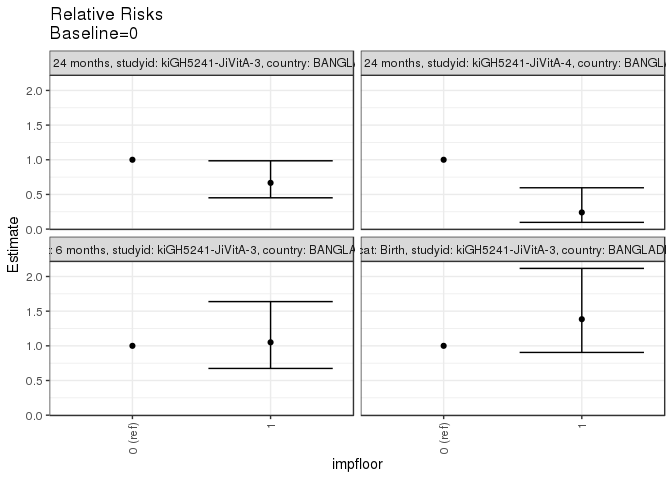 Relative Risks
Baseline=0
24 months, studyid: kiGH5241-JiVitA-3, country: BANGL
24 months, studyid: kiGH5241-JiVitA-4, country: BANGL
2.0
1.5
1.0
0.5
0.0
: 6 months, studyid: kiGH5241-JiVitA-3, country: BANGLA
cat: Birth, studyid: kiGH5241-JiVitA-3, country: BANGLAD
2.0
1.5
1.0
0.5
0.0
Estimate
0 (ref)
1
0 (ref)
1
impfloor